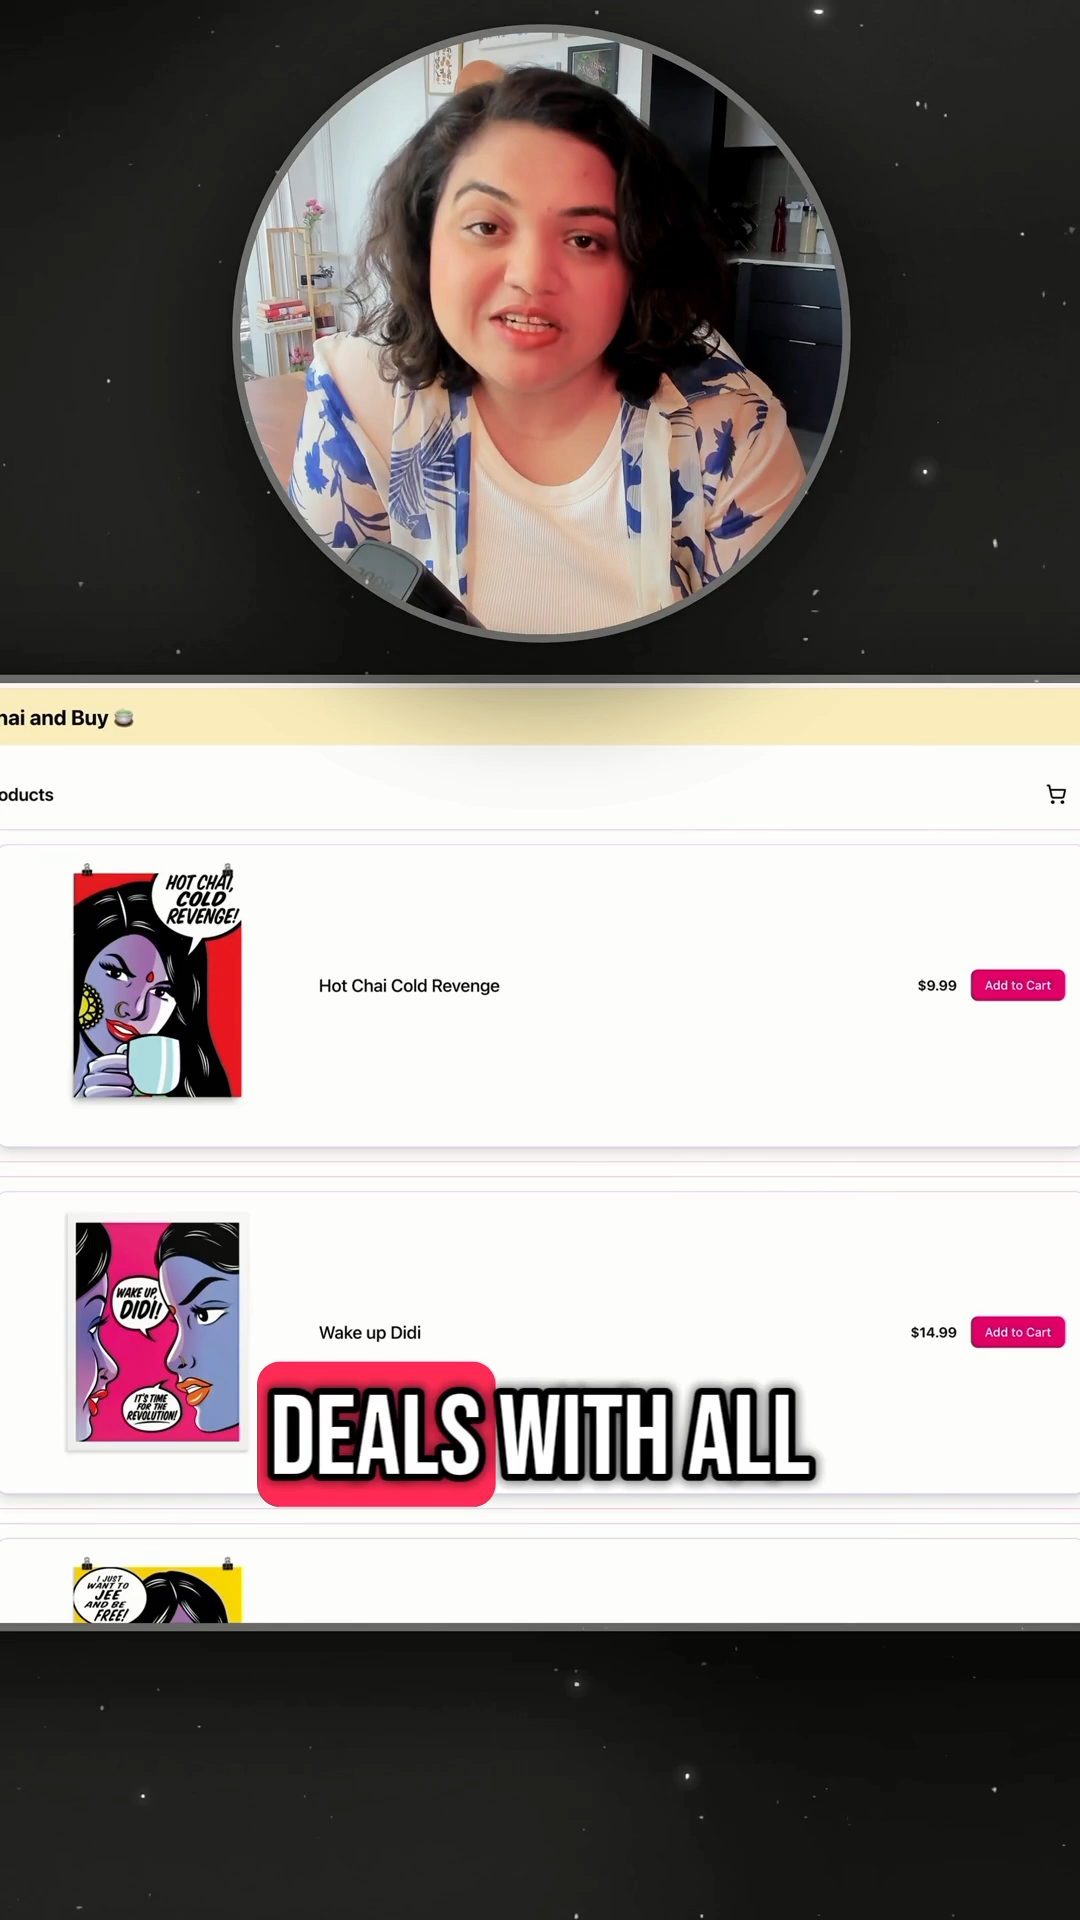 hai and Buy
oducts
HOT CHAI,
COLD
REVENGE!
Hot Chai Cold Revenge
$9.99
Add to Cart
WAKE UP,
DIDI!
IT'S TIME
FOR THE
REVOLUTION!
Wake up Didi
$14.99
Add to Cart
DEALS WITH ALL
I JUST
WANT TO
JEE
AND BE
FREE!